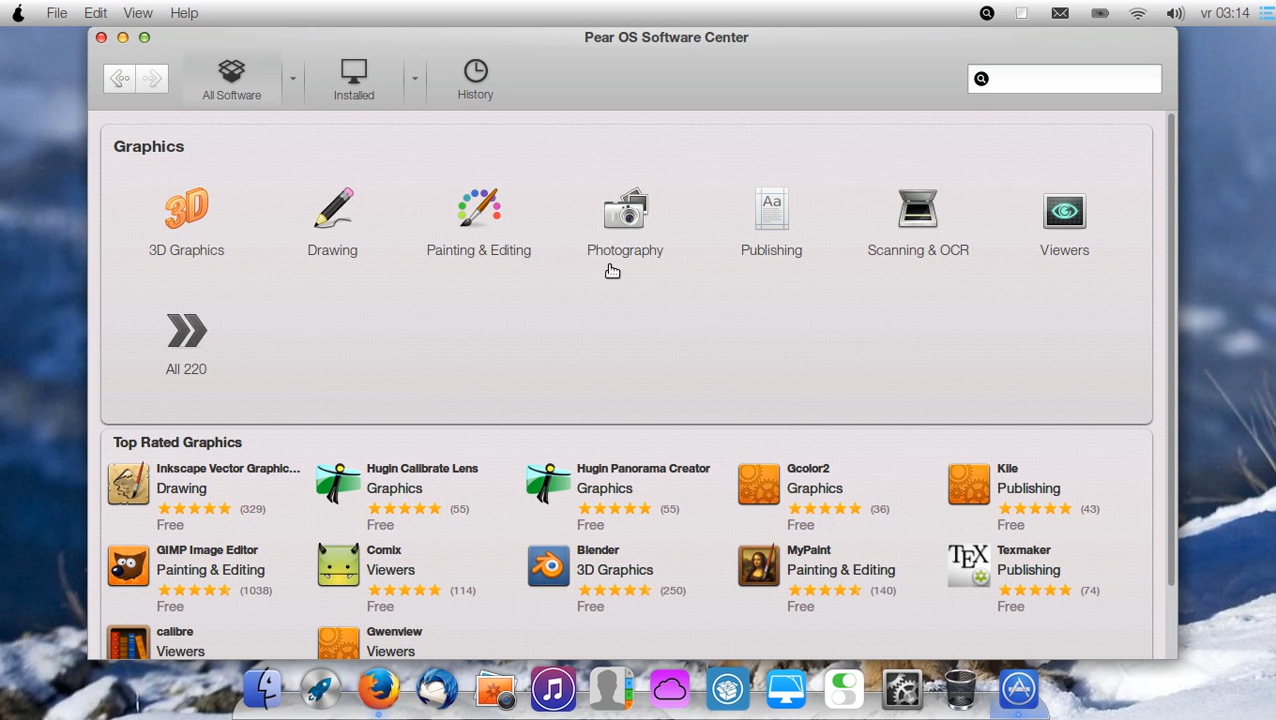 File Edit View Help vr 03:14
Pear OS Software Center
All Software Installed History
Graphics
3D
Aa
3D Graphics Drawing Painting & Editing Photography Publishing Scanning & OCR Viewers
All 220
Top Rated Graphics
Inkscape Vector Graphic... Hugin Calibrate Lens Hugin Panorama Creator Gcolor2 Kile
Drawing Graphics Graphics Graphics Publishing
(329) (55) (55) (36) (43)
Free Free Free Free Free
GIMP Image Editor Comix Blender MyPaint Texmaker
TEX
Painting & Editing Viewers 3D Graphics Painting & Editing Publishing
(1038) (114) (250) (140) (74)
Free Free Free Free Free
calibre Gwenview
Viewers Viewers